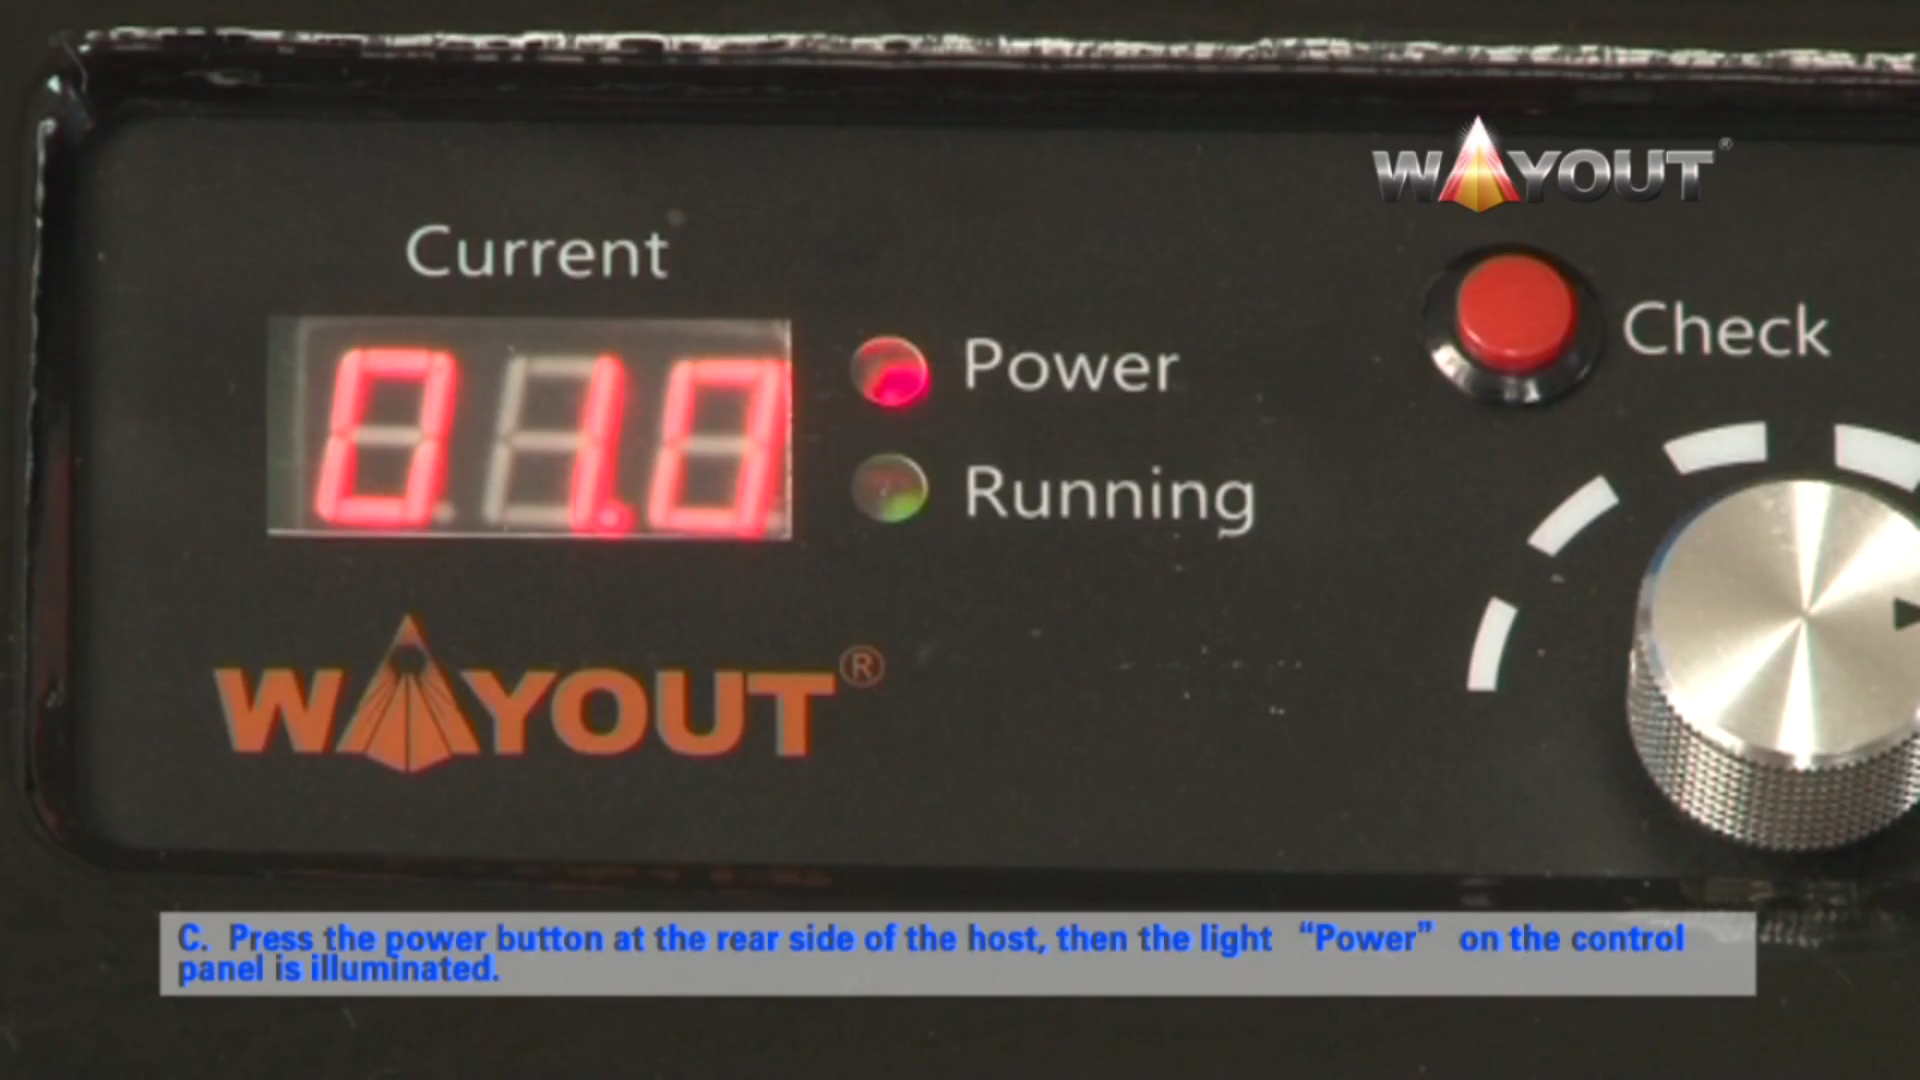 WAYOUT®
Current
01.0
Power
Running
Check
WAYOUT®
C. Press the power button at the rear side of the host, then the light “Power” on the control
panel is illuminated.